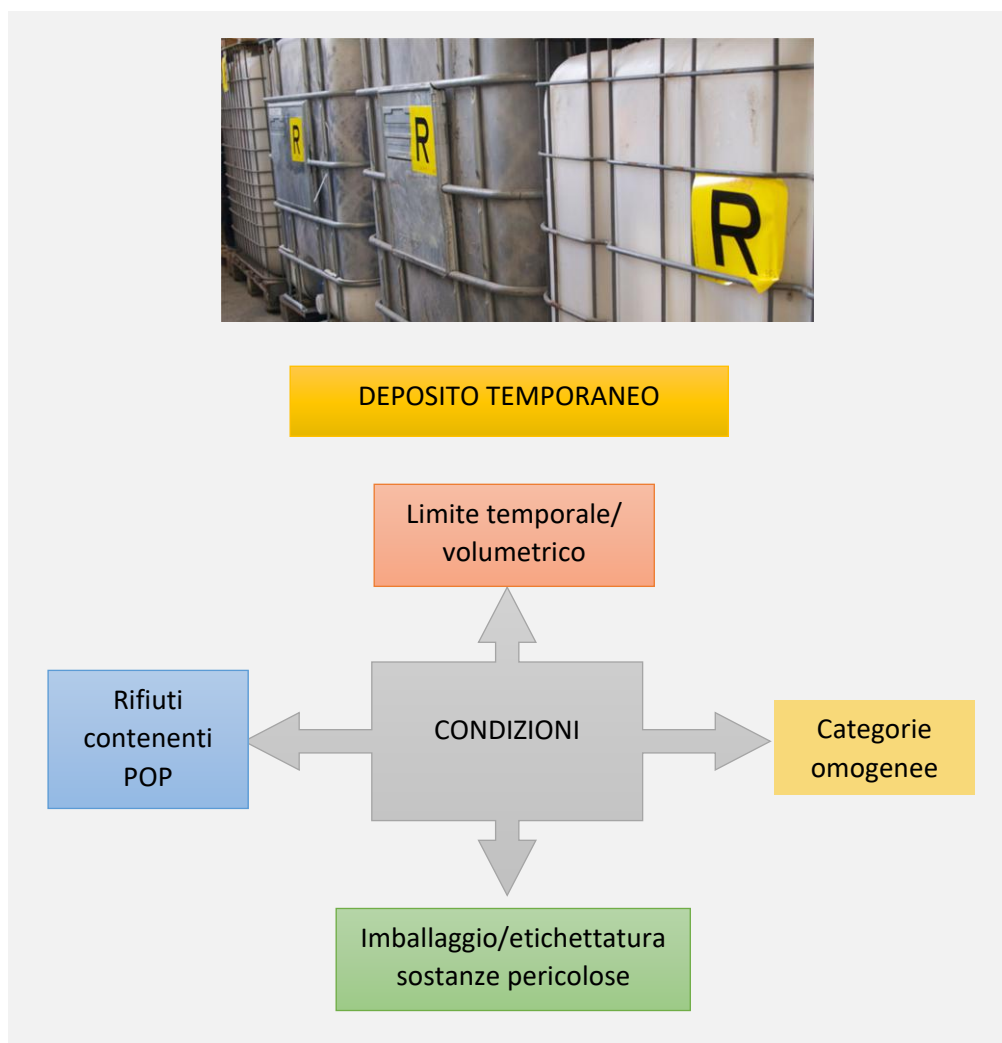 R
R
R
DEPOSITO TEMPORANEO
Limite temporale/
volumetrico
Rifiuti
contenenti
POP
CONDIZIONI
Categorie
omogenee
Imballaggio/etichettatura
sostanze pericolose